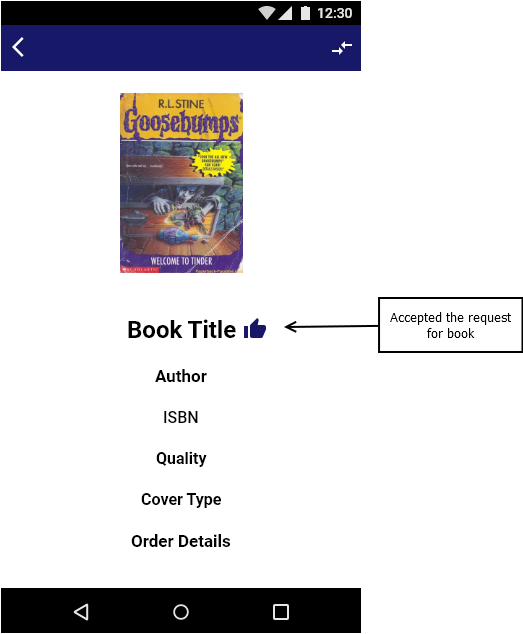 12:30
R.L. STINE
Goosebumps
WELCOME TO TINDER
SCHOLASTIC
Book Title
Accepted the request
for book
Author
ISBN
Quality
Cover Type
Order Details